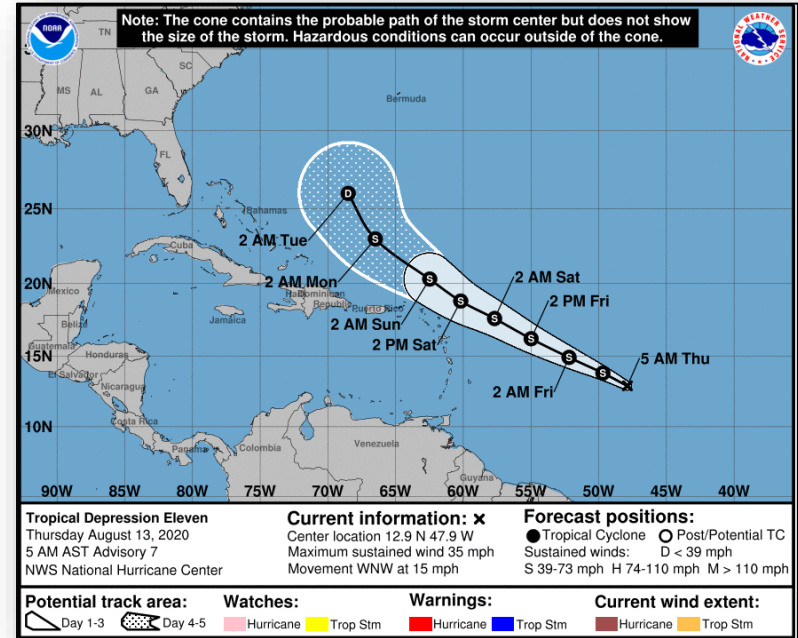 Note: The cone contains the probable path of the storm center but does not show
the size of the storm. Hazardous conditions can occur outside of the cone.
NOAA
NATIONAL WEATHER SERVICE
TN
SC
MS AL GA
Bermuda
30N
FL
25N
Bahamas
D
2 AM Tue
S
Cuba
2 AM Mon
2 AM Sat
20N
S
Mexico
Haiti
Dominican
Republic
Puerto Rico
S
2 PM Fri
Jamaica
2 AM Sun
S
Belize
2 PM Sat
S
Guatemala
15N
Honduras
S
5 AM Thu
El Salvador
S
Nicaragua
2 AM Fri
10N
Costa Rica
Panama
Colombia
Venezuela
Guyana
90W 85W 80W 75W 70W 65W 60W 55W 50W 45W 40W
Tropical Depression Eleven
Thursday August 13, 2020
5 AM AST Advisory 7
NWS National Hurricane Center
Current information: x
Center location 12.9 N 47.9 W
Maximum sustained wind 35 mph
Movement WNW at 15 mph
Forecast positions:
Tropical Cyclone Post/Potential TC
Sustained winds: D < 39 mph
S 39-73 mph H 74-110 mph M > 110 mph
Potential track area:
Day 1-3 Day 4-5
Watches:
Hurricane Trop Stm
Warnings:
Hurricane Trop Stm
Current wind extent:
Hurricane Trop Stm